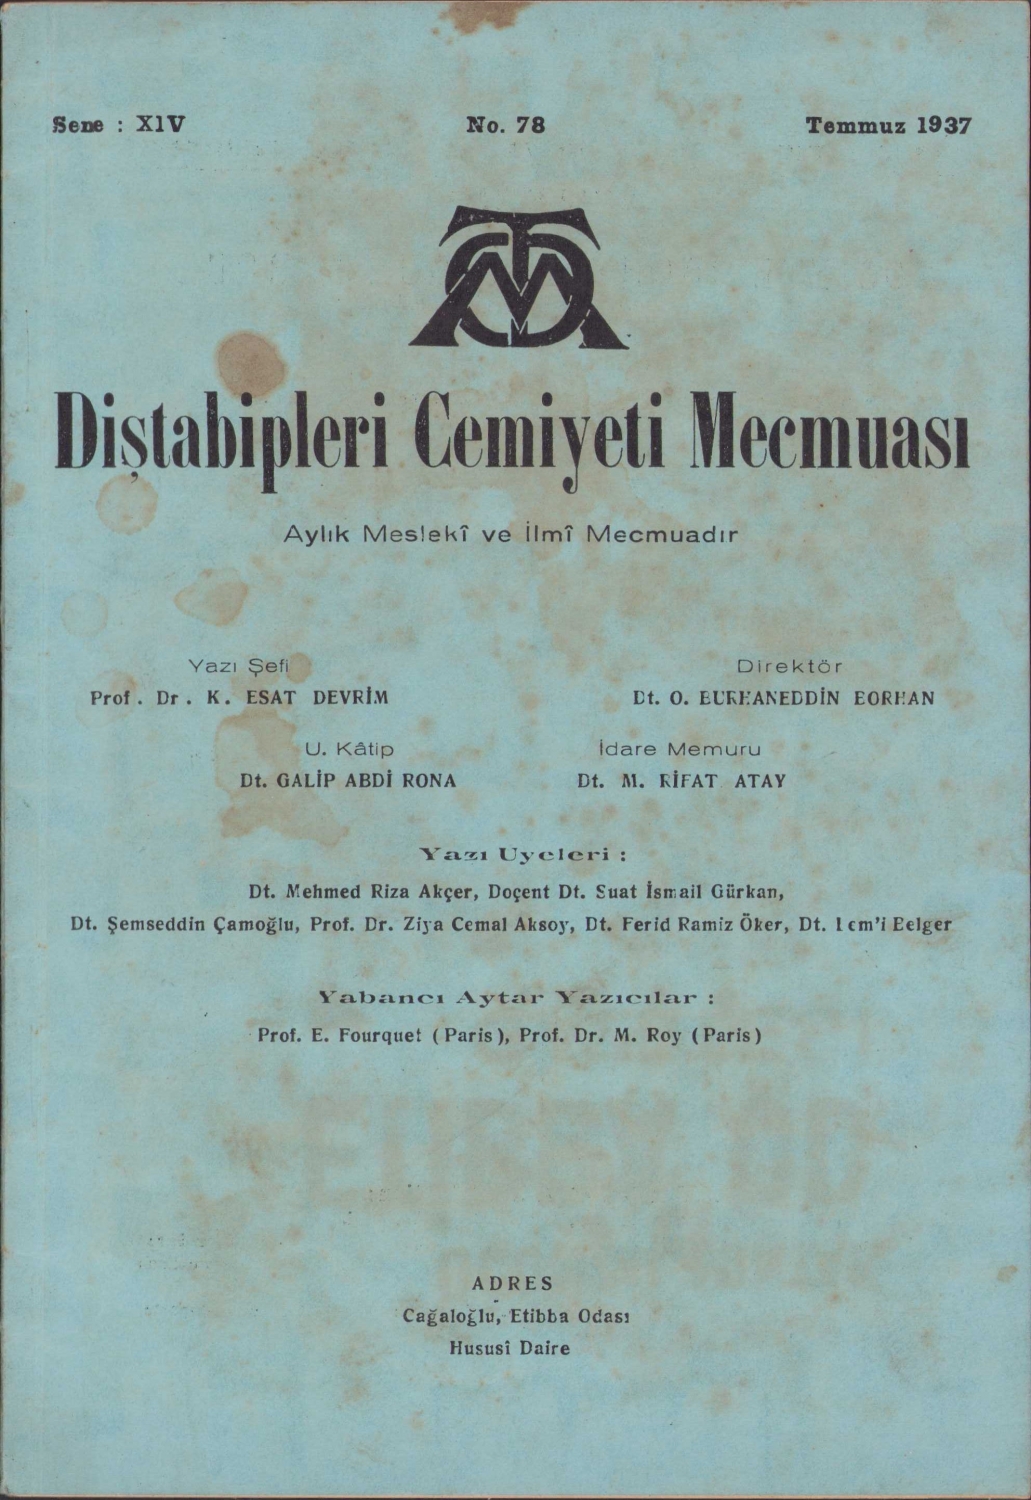 Sene : X1V No. 78 Temmuz 1937
Diştabipleri Cemiyeti Mecmuası
Aylık Meslekî ve İlmî Mecmuadır
Yazı Şefi Direktör
Prof. Dr. K. ESAT DEVRİM Dt. O. BURHANEDDİN BORHAN
U. Kâtip İdare Memuru
Dt. GALİP ABDİ RONA Dt. M. RİFAT ATAY
Yazı Uyeleri :
Dt. Mehmed Riza Akçer, Doçent Dt. Suat İsmail Gürkan,
Dt. Şemseddin Çamoğlu, Prof. Dr. Ziya Cemal Aksoy, Dt. Ferid Ramiz Öker, Dt. Lem'i Belger
Yabancı Aytar Yazıcılar :
Prof. E. Fourquet (Paris), Prof. Dr. M. Roy (Paris)
ADRES
Cağaloğlu, Etibba Odası
Hususî Daire